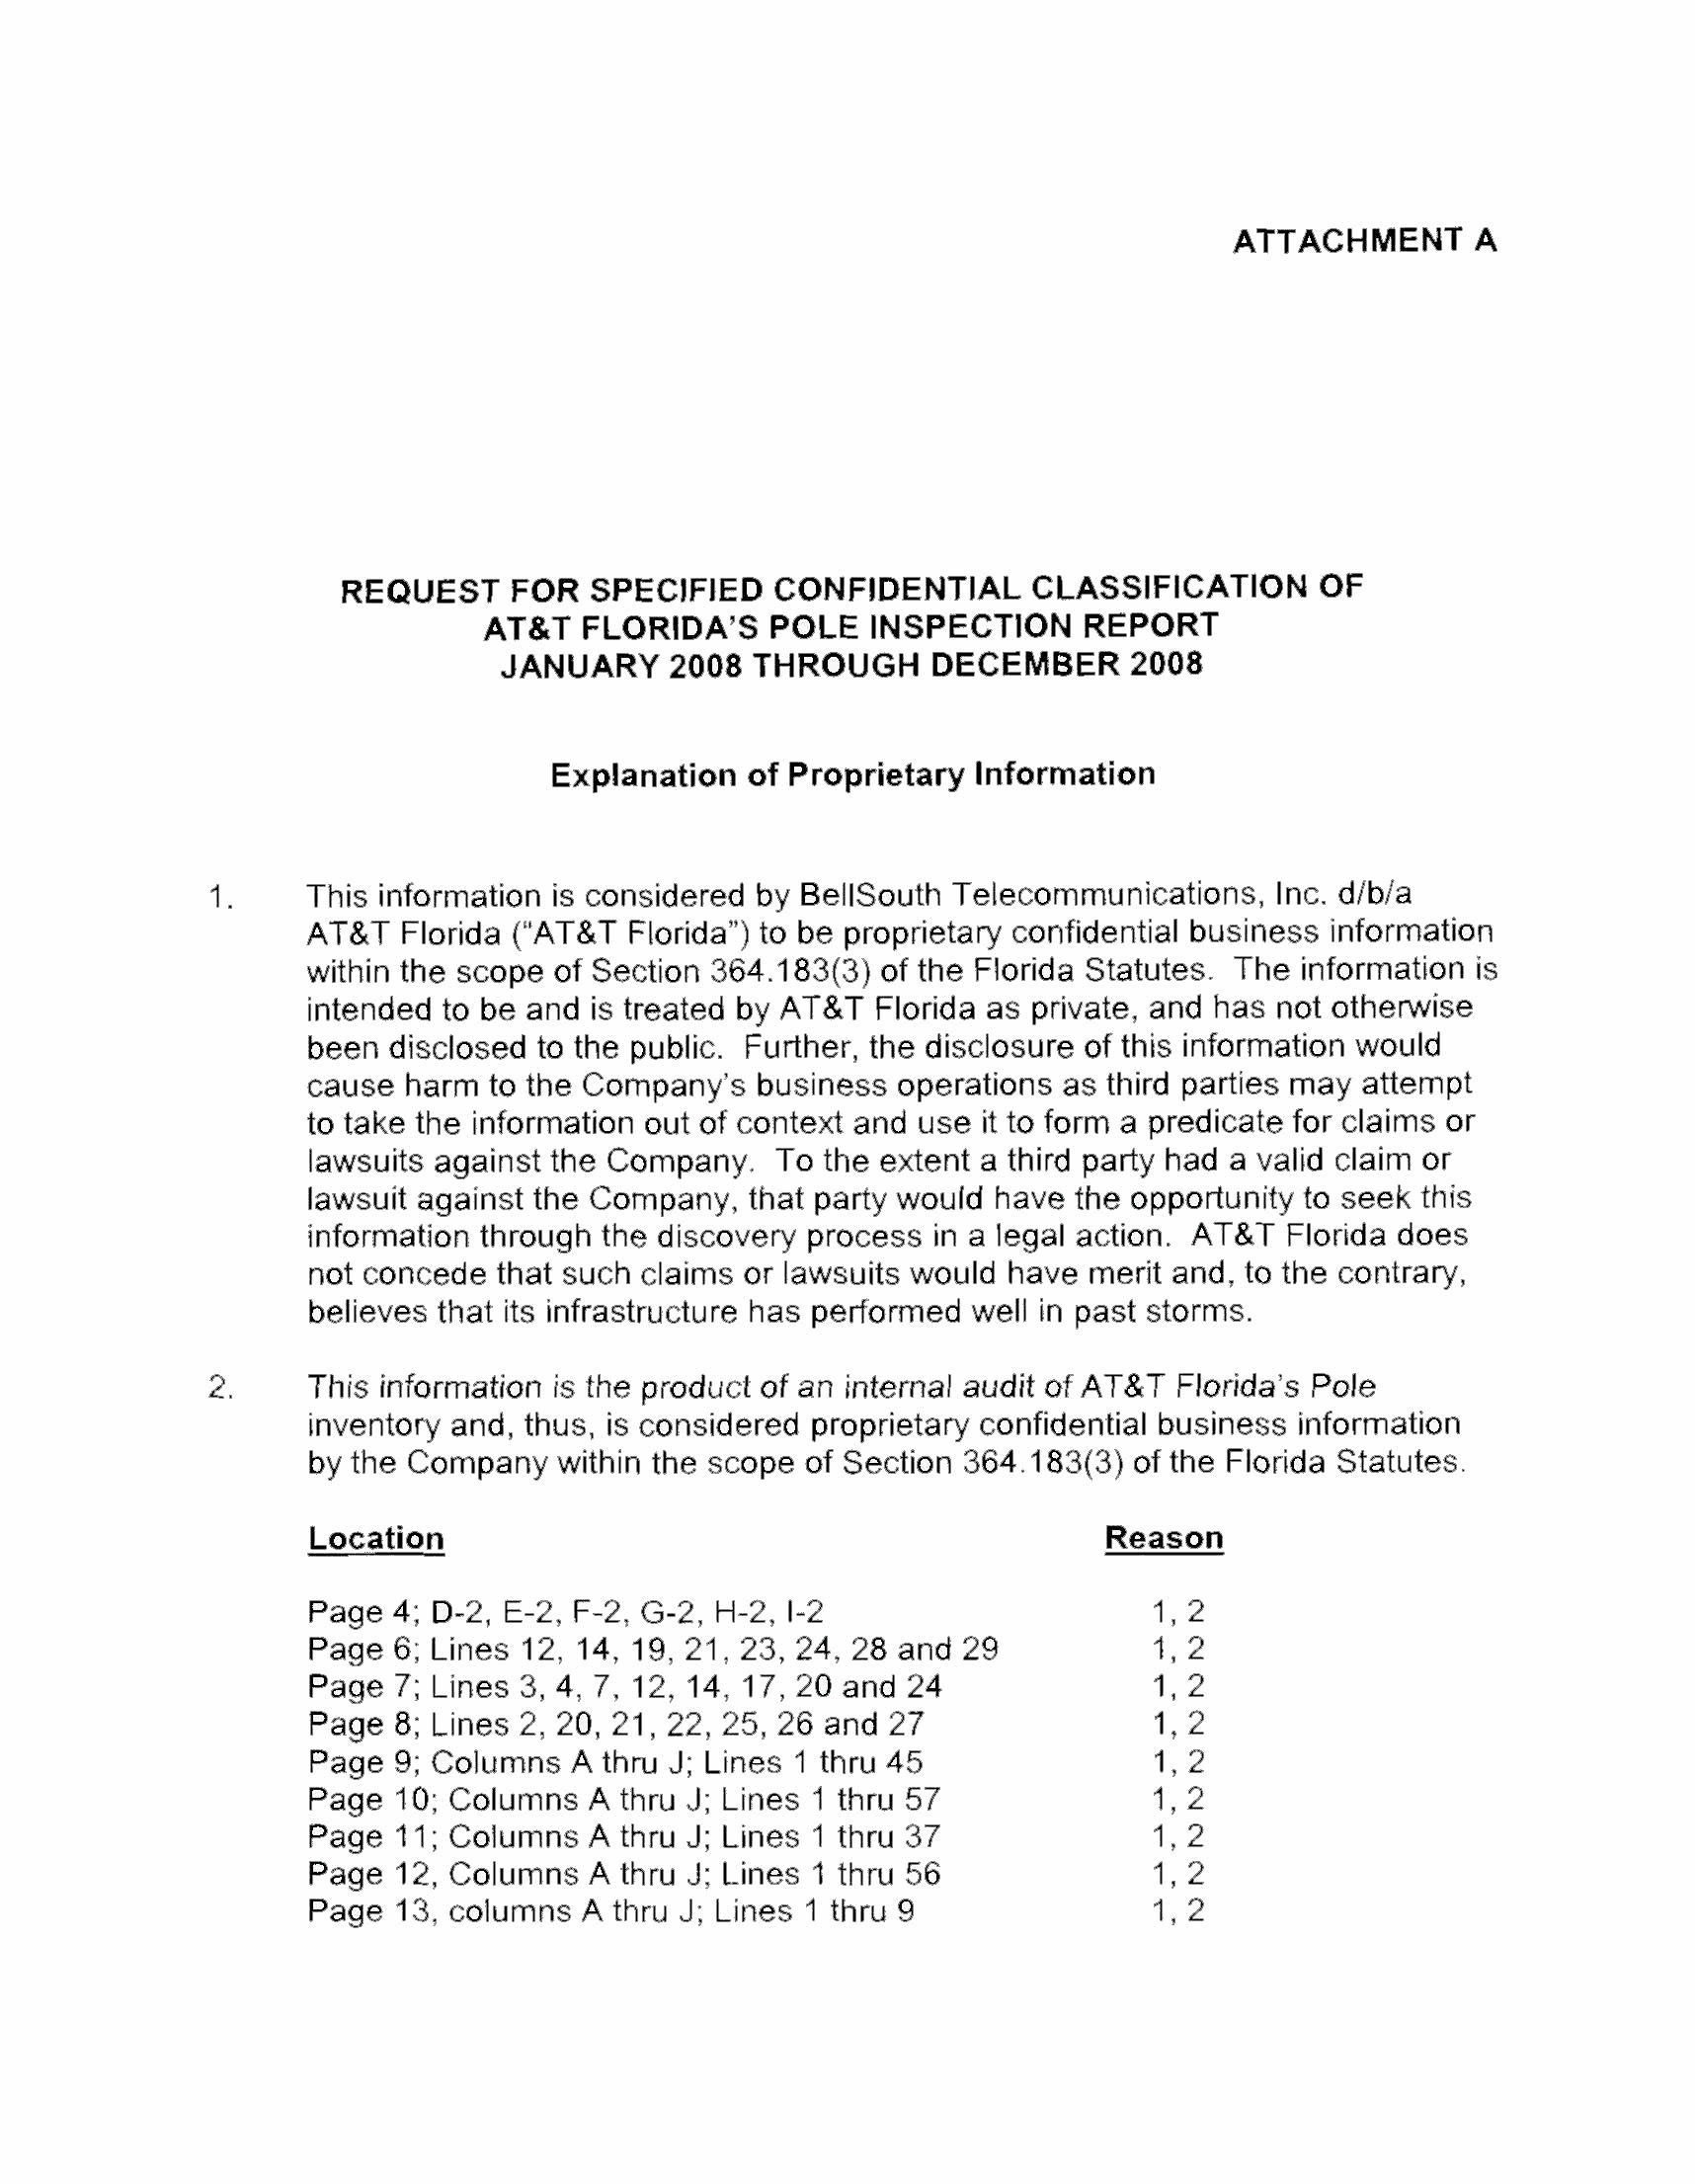 ATTACHMENT A
REQUEST FOR SPECIFIED CONFIDENTIAL CLASSIFICATION OF
AT&T FLORIDA'S POLE INSPECTION REPORT
JANUARY 2008 THROUGH DECEMBER 2008
Explanation of Proprietary Information
1. This information is considered by BellSouth Telecommunications, Inc. d/b/a
AT&T Florida ("AT&T Florida") to be proprietary confidential business information
within the scope of Section 364.183(3) of the Florida Statutes. The information is
intended to be and is treated by AT&T Florida as private, and has not otherwise
been disclosed to the public. Further, the disclosure of this information would
cause harm to the Company's business operations as third parties may attempt
to take the information out of context and use it to form a predicate for claims or
lawsuits against the Company. To the extent a third party had a valid claim or
lawsuit against the Company, that party would have the opportunity to seek this
information through the discovery process in a legal action. AT&T Florida does
not concede that such claims or lawsuits would have merit and, to the contrary,
believes that its infrastructure has performed well in past storms.
2. This information is the product of an internal audit of AT&T Florida's Pole
inventory and, thus, is considered proprietary confidential business information
by the Company within the scope of Section 364.183(3) of the Florida Statutes.
Location Reason
Page 4; D-2, E-2, F-2, G-2, H-2, I-2 1, 2
Page 6; Lines 12, 14, 19, 21, 23, 24, 28 and 29 1, 2
Page 7; Lines 3, 4, 7, 12, 14, 17, 20 and 24 1, 2
Page 8; Lines 2, 20, 21, 22, 25, 26 and 27 1, 2
Page 9; Columns A thru J; Lines 1 thru 45 1, 2
Page 10; Columns A thru J; Lines 1 thru 57 1, 2
Page 11; Columns A thru J; Lines 1 thru 37 1, 2
Page 12, Columns A thru J; Lines 1 thru 56 1, 2
Page 13, columns A thru J; Lines 1 thru 9 1, 2